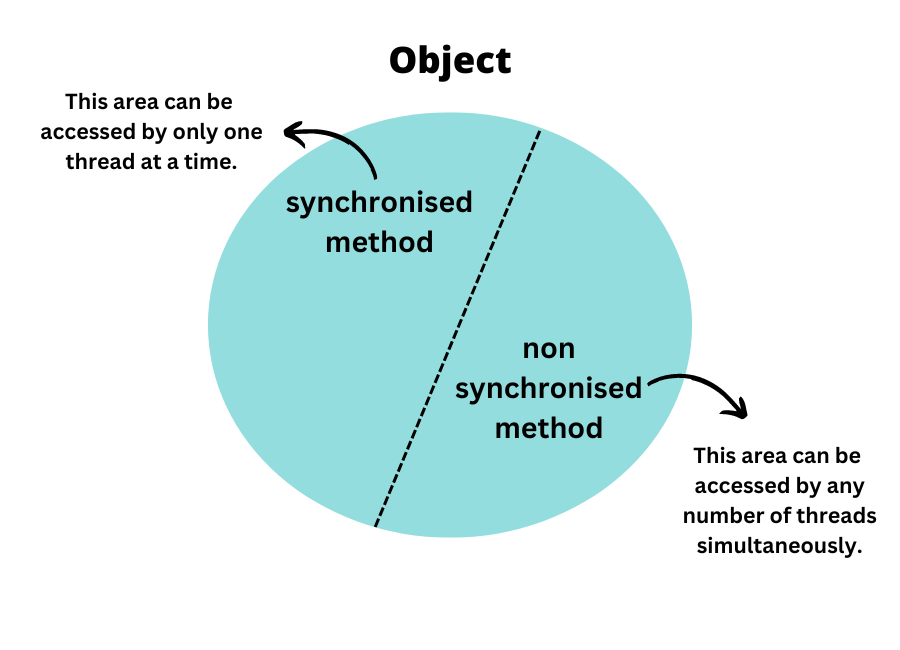 Object
This area can be
accessed by only one
thread at a time.
synchronised
method
non
synchronised
method
This area can be
accessed by any
number of threads
simultaneously.